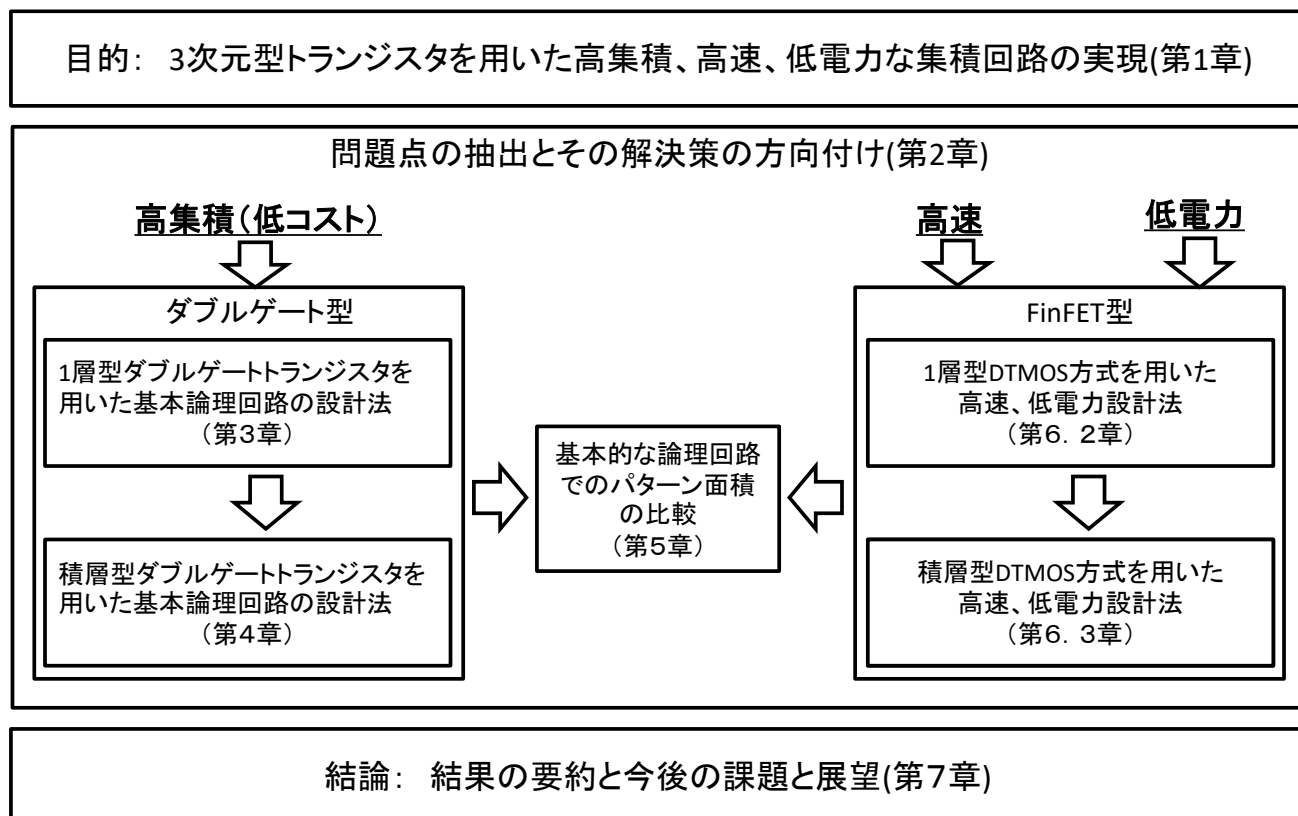 目的： 3次元型トランジスタを用いた高集積、高速、低電力な集積回路の実現(第1章)
問題点の抽出とその解決策の方向付け(第2章)
高集積（低コスト）
高速
低電力
ダブルゲート型
1層型ダブルゲートトランジスタを
用いた基本論理回路の設計法
（第３章）
積層型ダブルゲートトランジスタを
用いた基本論理回路の設計法
（第４章）
基本的な論理回路
でのパターン面積
の比較
（第５章）
FinFET型
1層型DTMOS方式を用いた
高速、低電力設計法
（第６．２章）
積層型DTMOS方式を用いた
高速、低電力設計法
（第６．３章）
結論： 結果の要約と今後の課題と展望(第７章)